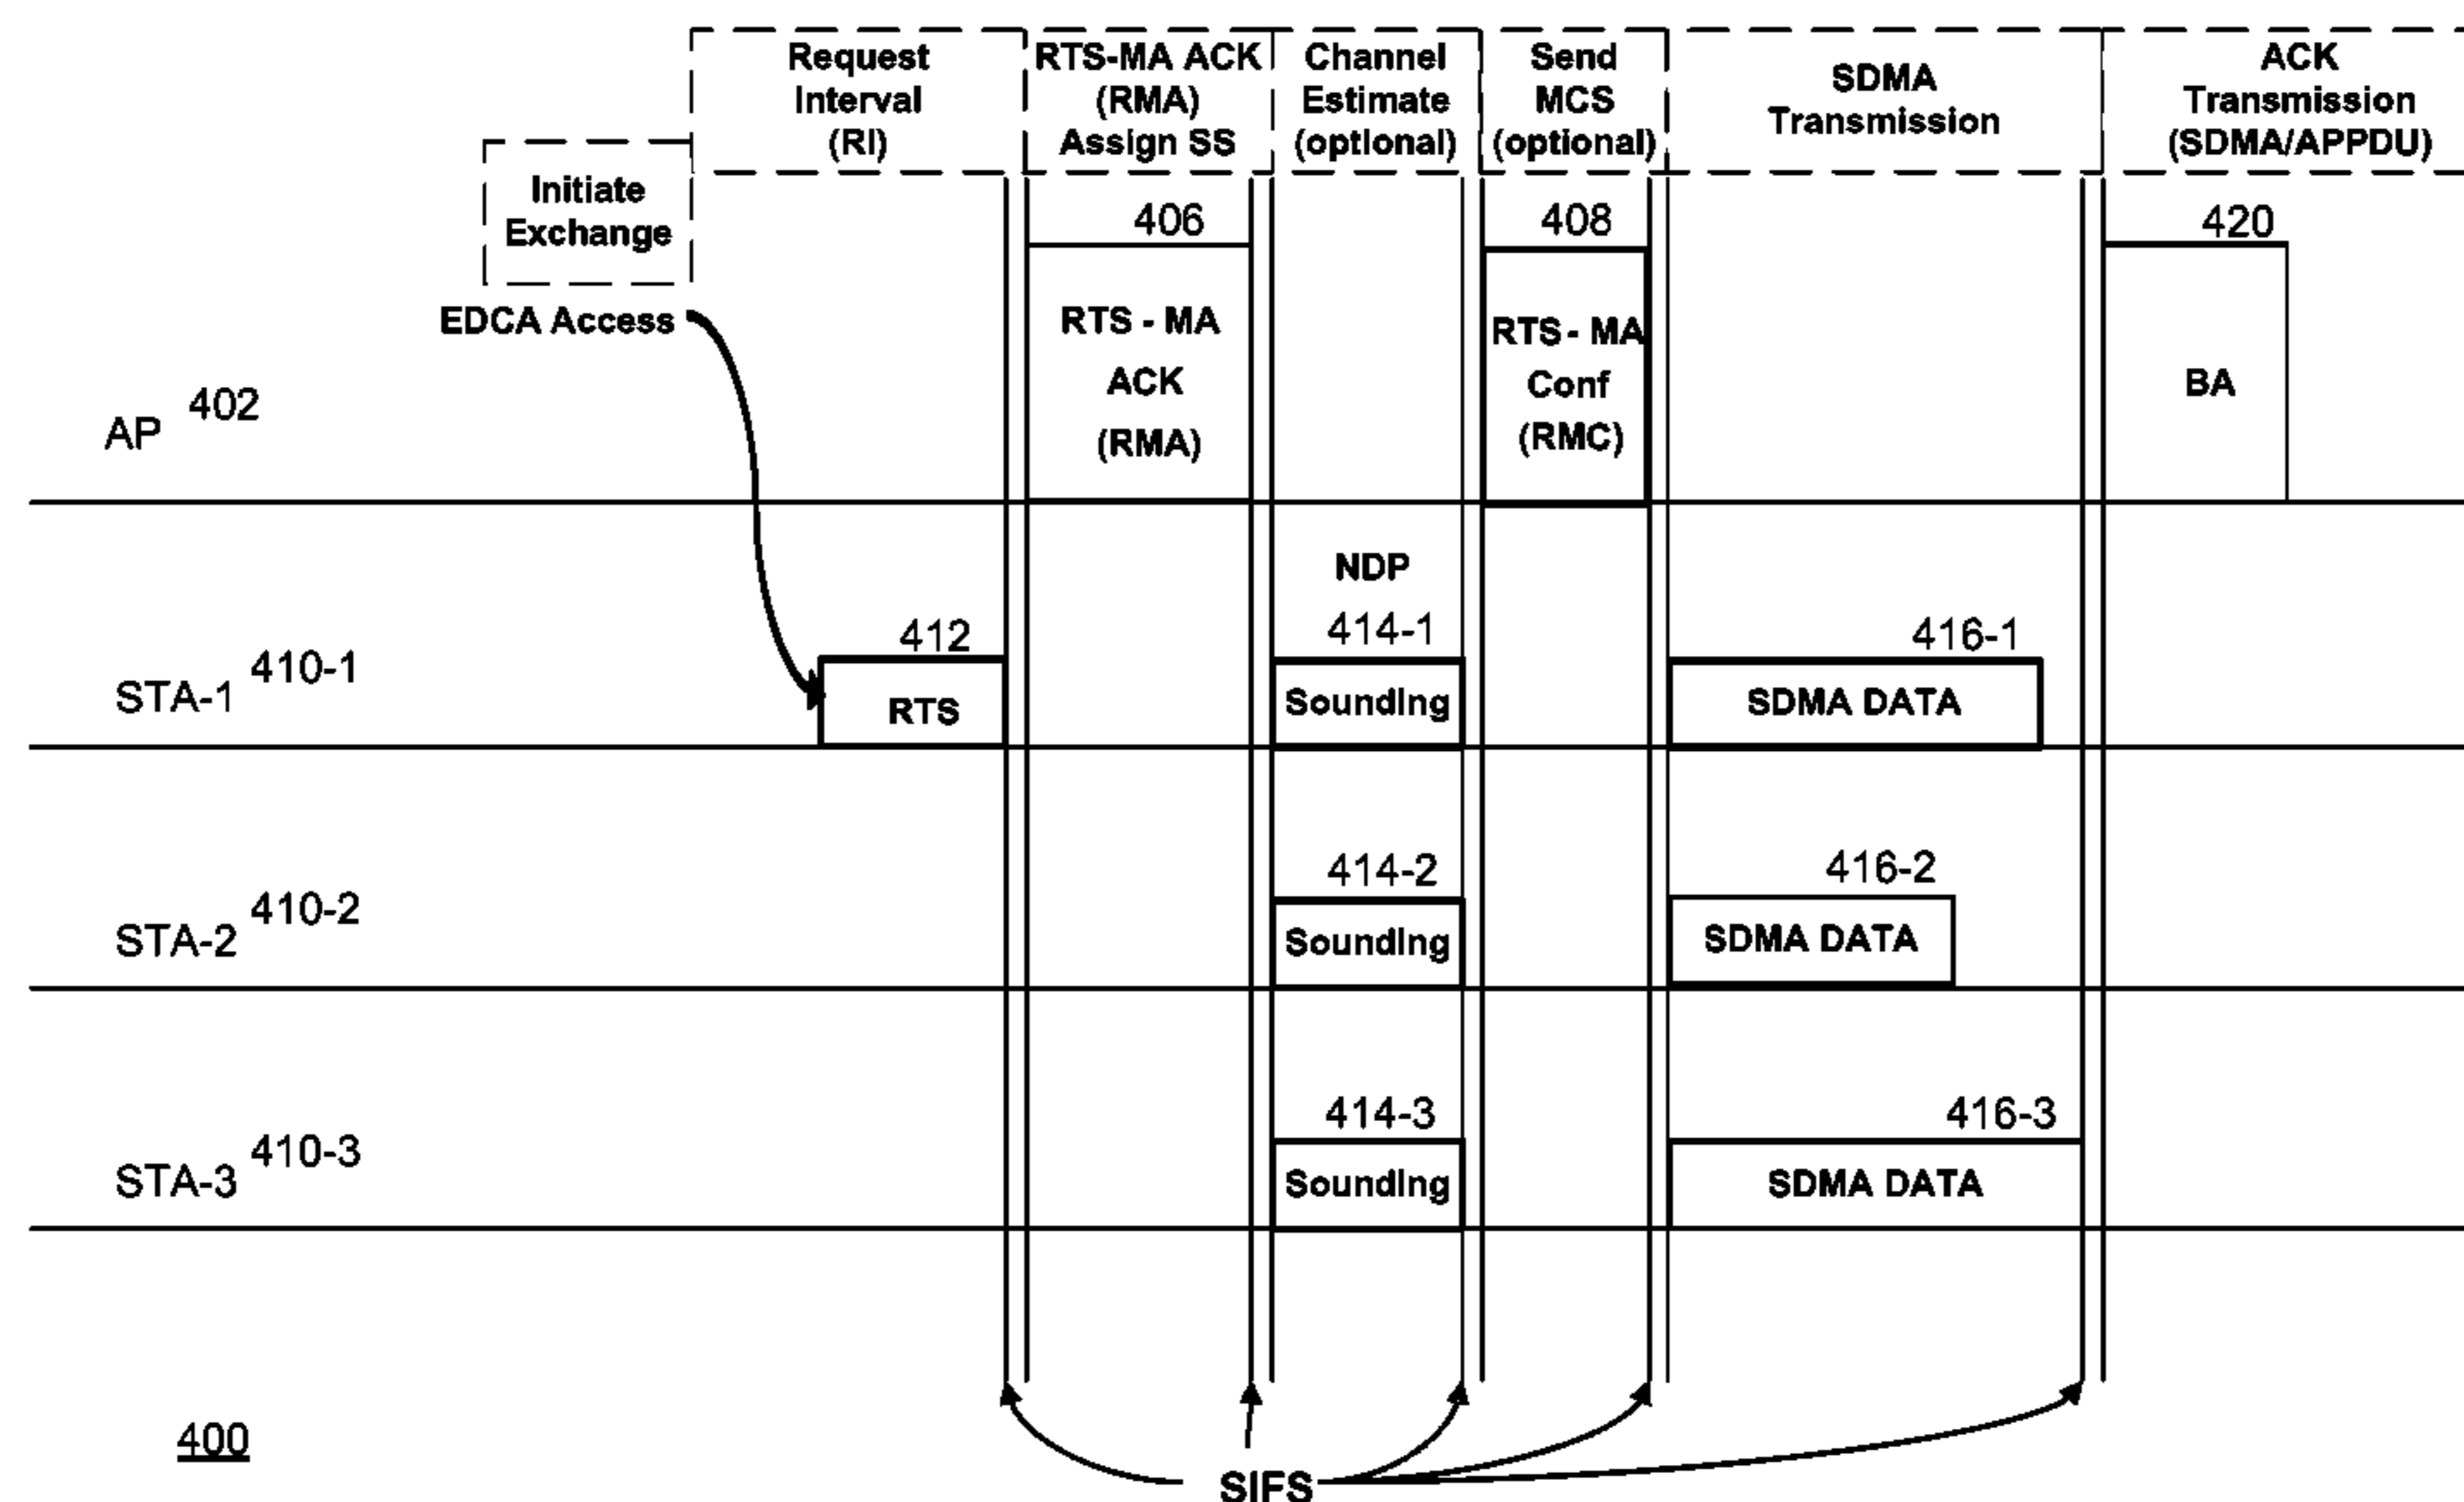 Request
Interval
(RI)
RTS-MA ACK
(RMA)
Assign SS
Channel
Estimate
(optional)
Send
MCS
(optional)
SDMA
Transmission
ACK
Transmission
(SDMA/APPDU)
Initiate
Exchange
EDCA Access
406
408
420
RTS - MA
ACK
(RMA)
RTS - MA
Conf
(RMC)
BA
AP 402
NDP
STA-1 410-1
412
RTS
414-1
Sounding
416-1
SDMA DATA
STA-2 410-2
414-2
Sounding
416-2
SDMA DATA
STA-3 410-3
414-3
Sounding
416-3
SDMA DATA
400
SIFS